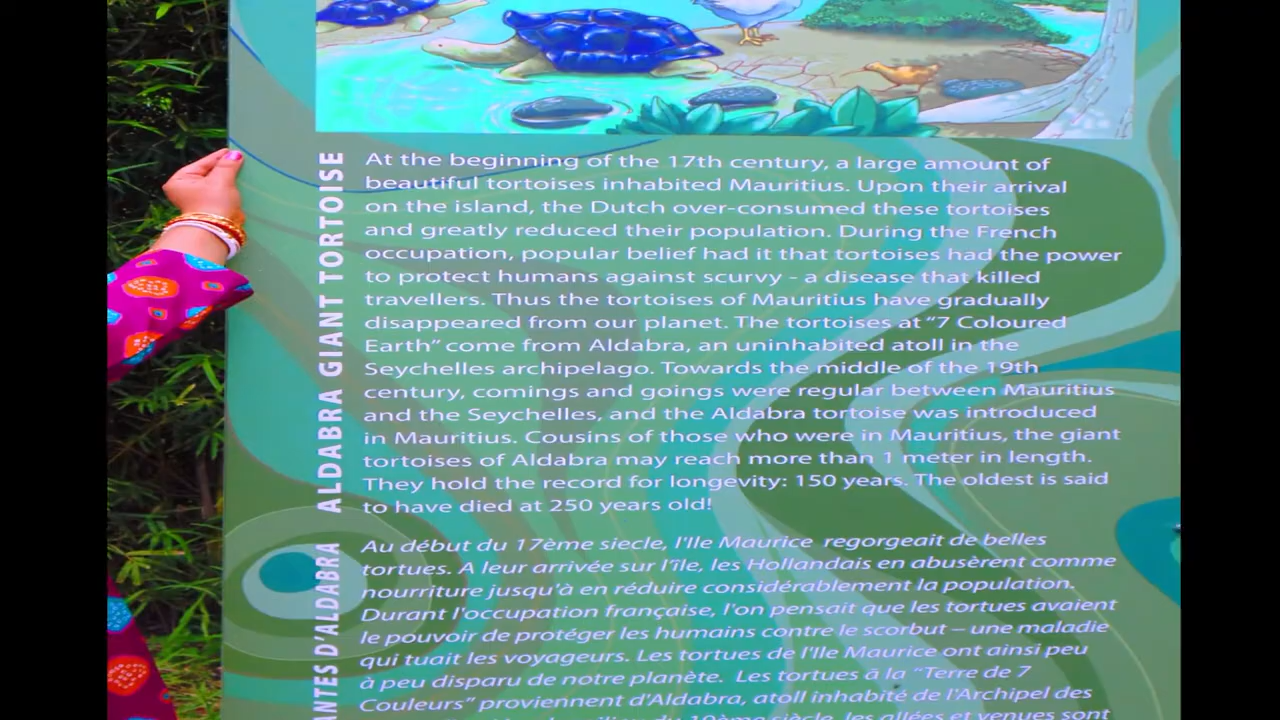 ALDABRA GIANT TORTOISE
At the beginning of the 17th century, a large amount of
beautiful tortoises inhabited Mauritius. Upon their arrival
on the island, the Dutch over-consumed these tortoises
and greatly reduced their population. During the French
occupation, popular belief had it that tortoises had the power
to protect humans against scurvy - a disease that killed
travellers. Thus the tortoises of Mauritius have gradually
disappeared from our planet. The tortoises at “7 Coloured
Earth” come from Aldabra, an uninhabited atoll in the
Seychelles archipelago. Towards the middle of the 19th
century, comings and goings were regular between Mauritius
and the Seychelles, and the Aldabra tortoise was introduced
in Mauritius. Cousins of those who were in Mauritius, the giant
tortoises of Aldabra may reach more than 1 meter in length.
They hold the record for longevity: 150 years. The oldest is said
to have died at 250 years old!
ANTES D'ALDABRA
Au début du 17ème siecle, l'Ile Maurice regorgeait de belles
tortues. A leur arrivée sur l'île, les Hollandais en abusèrent comme
nourriture jusqu'à en réduire considérablement la population.
Durant l'occupation française, l'on pensait que les tortues avaient
le pouvoir de protéger les humains contre le scorbut – une maladie
qui tuait les voyageurs. Les tortues de l'Ile Maurice ont ainsi peu
à peu disparu de notre planète. Les tortues à la “Terre de 7
Couleurs” proviennent d'Aldabra, atoll inhabité de l'Archipel des
du 19ème siècle, les allées et venues sont